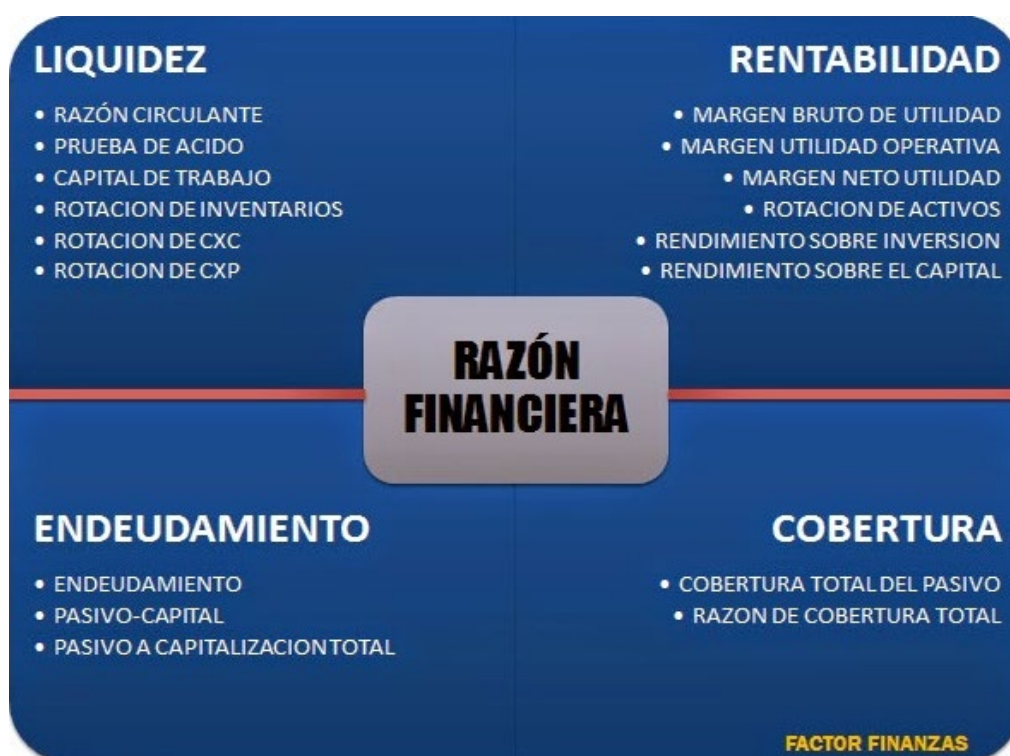 LIQUIDEZ
• RAZÓN CIRCULANTE
• PRUEBA DE ACIDO
• CAPITAL DE TRABAJO
• ROTACION DE INVENTARIOS
• ROTACION DE CXC
• ROTACION DE CXP
RENTABILIDAD
• MARGEN BRUTO DE UTILIDAD
• MARGEN UTILIDAD OPERATIVA
• MARGEN NETO UTILIDAD
• ROTACION DE ACTIVOS
• RENDIMIENTO SOBRE INVERSION
• RENDIMIENTO SOBRE EL CAPITAL
RAZÓN
FINANCIERA
ENDEUDAMIENTO
• ENDEUDAMIENTO
• PASIVO-CAPITAL
• PASIVO A CAPITALIZACION TOTAL
COBERTURA
• COBERTURA TOTAL DEL PASIVO
• RAZON DE COBERTURA TOTAL
FACTOR FINANZAS